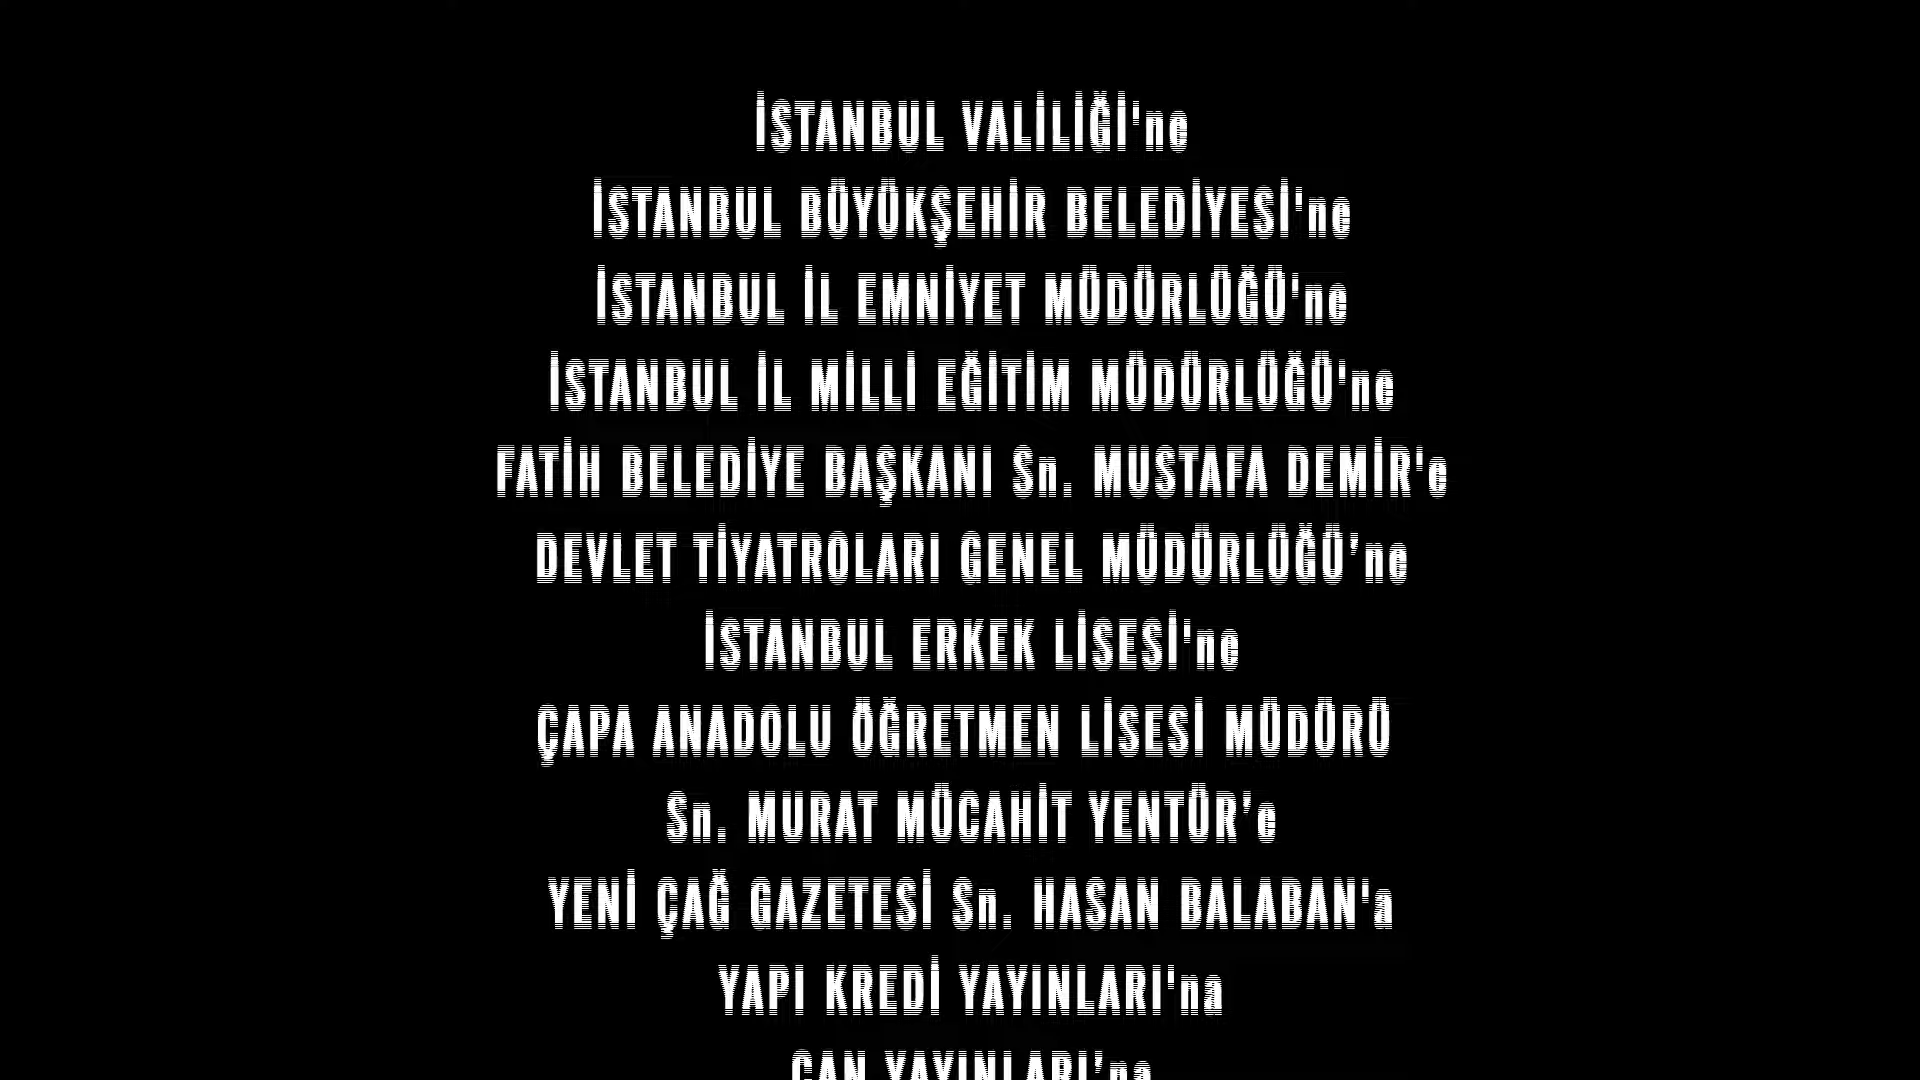 İSTANBUL VALİLİĞİ'ne
İSTANBUL BÜYÜKŞEHİR BELEDİYESİ'ne
İSTANBUL İL EMNİYET MÜDÜRLÜĞÜ'ne
İSTANBUL İL MİLLİ EĞİTİM MÜDÜRLÜĞÜ'ne
FATİH BELEDİYE BAŞKANI Sn. MUSTAFA DEMİR'e
DEVLET TİYATROLARI GENEL MÜDÜRLÜĞÜ’ne
İSTANBUL ERKEK LİSESİ'ne
ÇAPA ANADOLU ÖĞRETMEN LİSESİ MÜDÜRÜ
Sn. MURAT MÜCAHİT YENTÜR’e
YENİ ÇAĞ GAZETESİ Sn. HASAN BALABAN'a
YAPI KREDİ YAYINLARI'na
CAN YAYINLARI’na